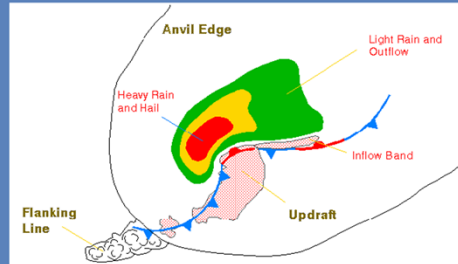 Anvil Edge
Light Rain and
Outflow
Heavy Rain
and Hail
Inflow Band
Flanking
Line
Updraft